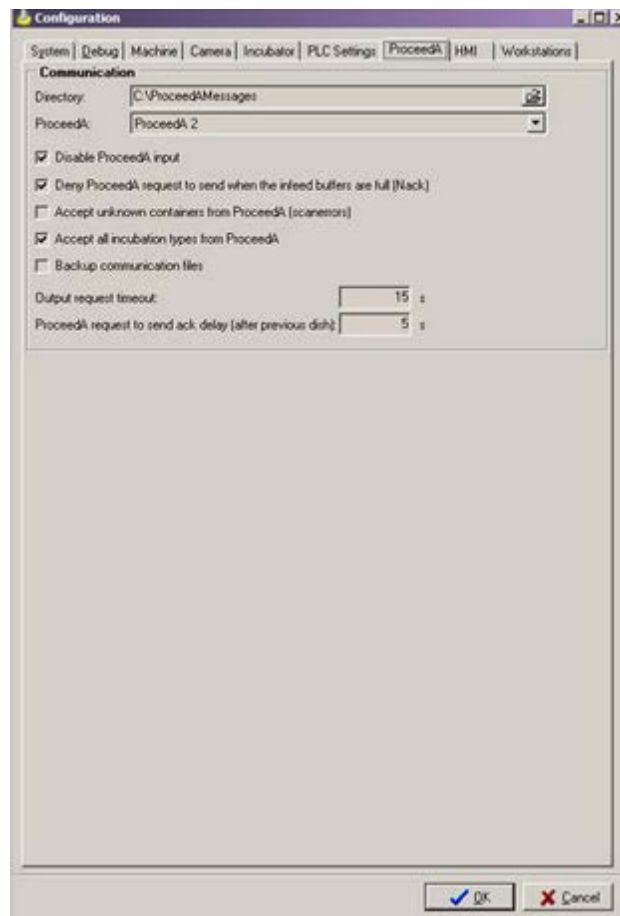 Configuration
System Debug Machine Camera Incubator PLC Settings ProceedA HMI Workstations
Communication
Directory: C:\ProceedAMessages
ProceedA: ProceedA 2
Disable ProceedA input
Deny ProceedA request to send when the infeed buffers are full (Nack)
Accept unknown containers from ProceedA (scanerrors)
Accept all incubation types from ProceedA
Backup communication files
Output request timeout: 15 s
ProceedA request to send ack delay (after previous dish): 5 s
OK Cancel